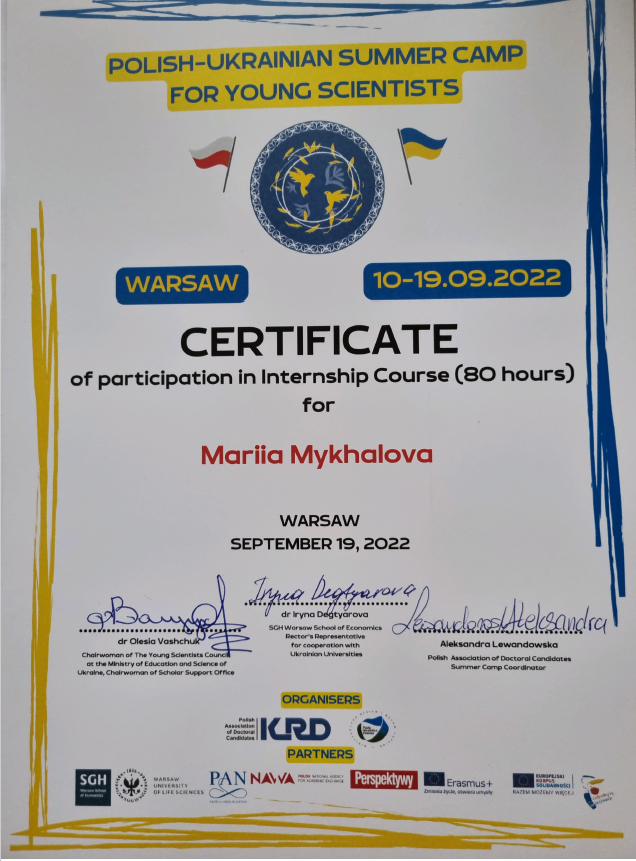 POLISH-UKRAINIAN SUMMER CAMP
FOR YOUNG SCIENTISTS
WARSAW
10-19.09.2022
CERTIFICATE
of participation in Internship Course (80 hours)
for
Mariia Mykhalova
WARSAW
SEPTEMBER 19, 2022
Iryna Degtyarova
Lewandowska Aleksandra
dr Olesia Vashchuk
Chairwoman of The Young Scientists Council
at the Ministry of Education and Science of
Ukraine, Chairwoman of Scholar Support Office
dr Iryna Degtyarova
SGH Warsaw School of Economics
Rector's Representative
for cooperation with
Ukrainian Universities
Aleksandra Lewandowska
Polish Association of Doctoral Candidates
Summer Camp Coordinator
ORGANISERS
Polish
Association
of Doctoral
Candidates
KRD
PARTNERS
SGH
Warsaw School
of Economics
WARSAW
UNIVERSITY
OF LIFE SCIENCES
PAN
NAWA
POLISH NATIONAL AGENCY
FOR ACADEMIC EXCHANGE
Perspektywy
Erasmus+
Zmienia życie, otwiera umysły
EUROPEJSKI
KORPUS
SOLIDARNOŚCI
RAZEM MOŻEMY WIĘCEJ